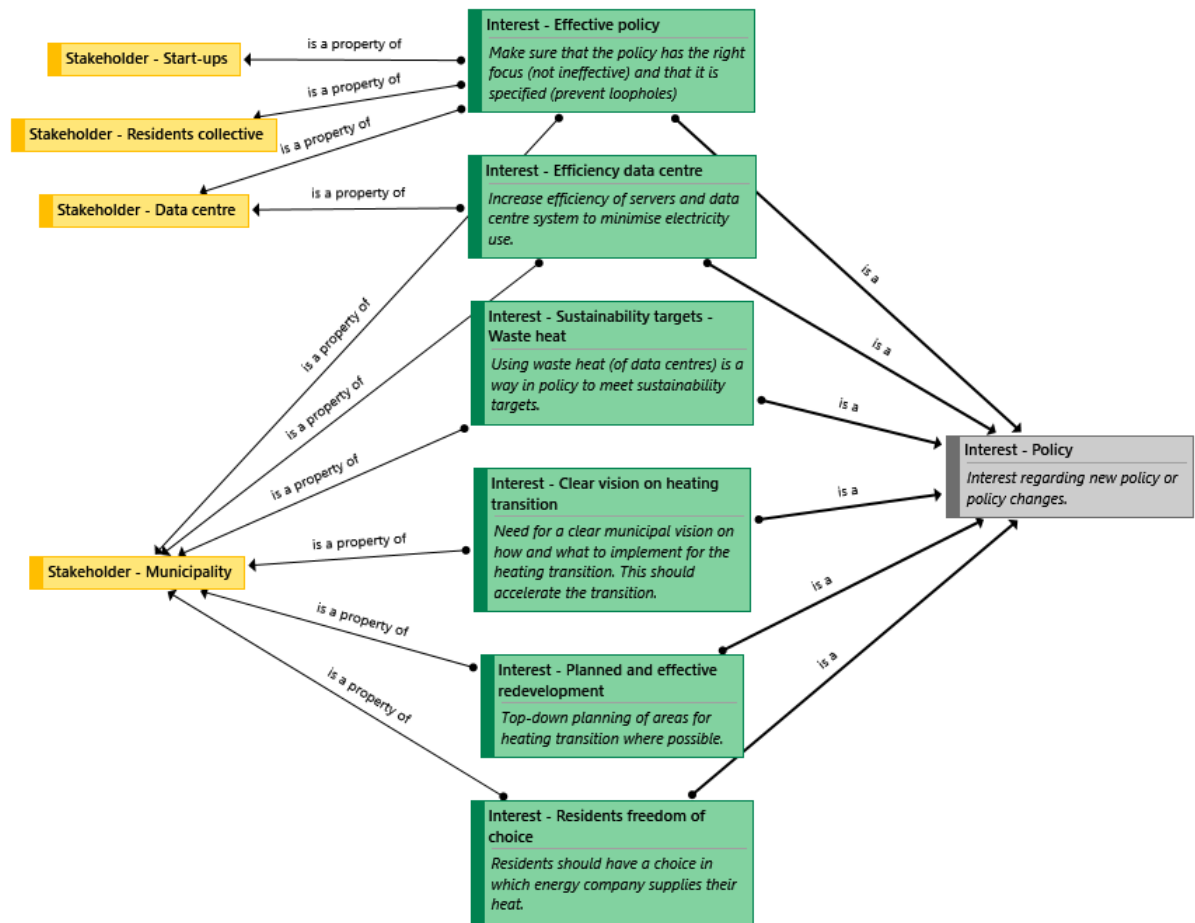 Interest - Effective policy
Make sure that the policy has the right
focus (not ineffective) and that it is
specified (prevent loopholes)
is a property of
Stakeholder - Start-ups
is a property of
Stakeholder - Residents collective
is a property of
Interest - Efficiency data centre
Increase efficiency of servers and data
centre system to minimise electricity
use.
is a property of
Stakeholder - Data centre
is a
is a property of
Interest - Sustainability targets -
Waste heat
Using waste heat (of data centres) is a
way in policy to meet sustainability
targets.
is a
is a property of
is a
is a property of
Interest - Policy
Interest regarding new policy or
policy changes.
Interest - Clear vision on heating
transition
Need for a clear municipal vision on
how and what to implement for the
heating transition. This should
accelerate the transition.
is a
is a property of
Stakeholder - Municipality
is a
is a property of
Interest - Planned and effective
redevelopment
Top-down planning of areas for
heating transition where possible.
is a
is a property of
Interest - Residents freedom of
choice
Residents should have a choice in
which energy company supplies their
heat.